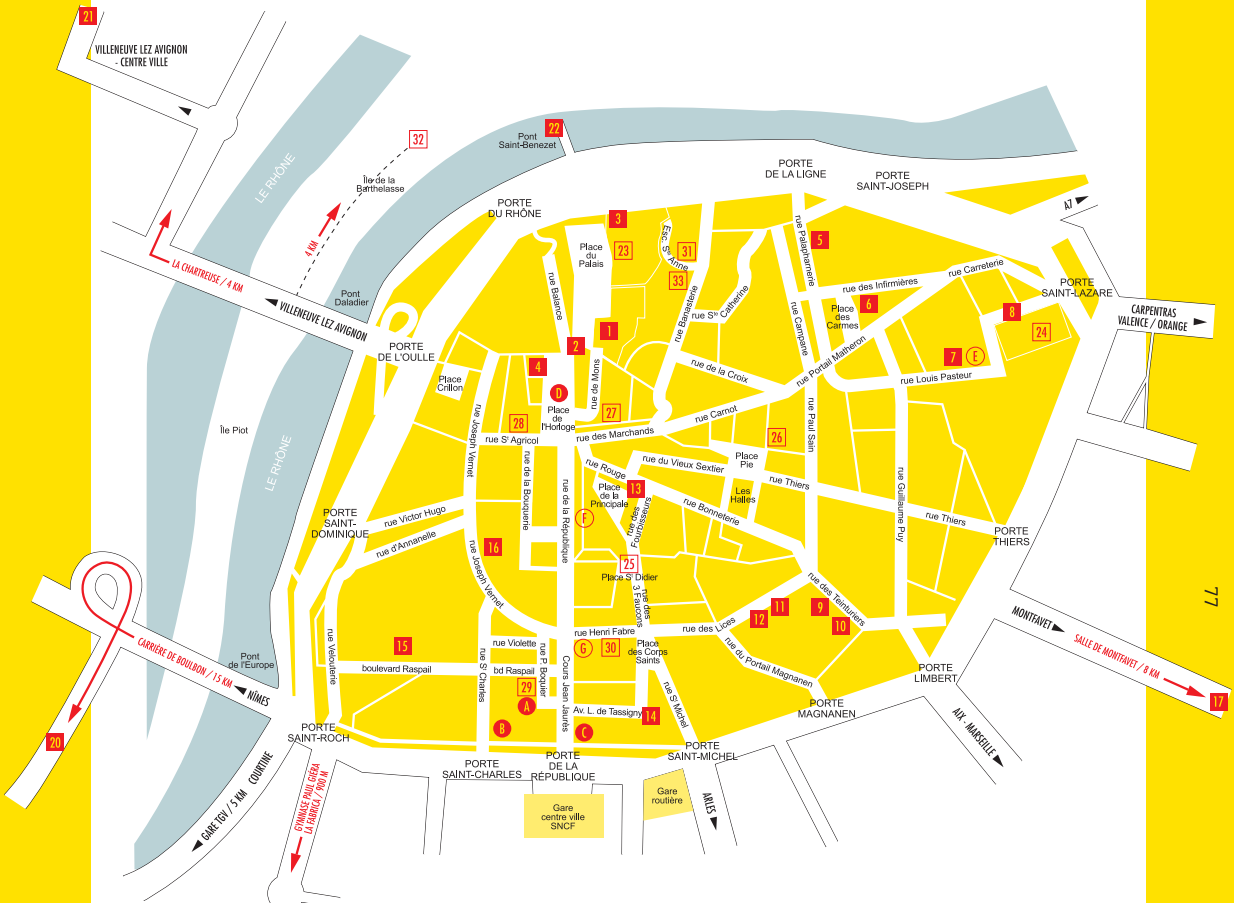 21
VILLENEUVE LEZ AVIGNON
- CENTRE VILLE
32
Pont
Saint-Benezet
22
LE RHÔNE
Île de la
Barthelasse
4 KM
LA CHARTREUSE / 4 KM
VILLENEUVE LEZ AVIGNON
Pont
Daladier
PORTE
DU RHÔNE
PORTE
DE LA LIGNE
PORTE
SAINT-JOSEPH
A7
3
Place
du
Palais
23
Esc. Ste Anne
31
33
rue Banasterie
rue Ste Catherine
rue Palapharnerie
5
rue des Infirmières
rue Carreterie
6
Place
des
Carmes
PORTE
SAINT-LAZARE
CARPENTRAS
VALENCE / ORANGE
8
24
7
E
rue Louis Pasteur
rue Portail Matheron
rue Campane
rue Balance
1
2
4
D
rue de Mons
Place
de
l'Horloge
27
rue de la Croix
rue Carnot
rue des Marchands
PORTE
DE L'OULLE
Place
Crillon
28
rue St Agricol
rue Joseph Vernet
rue de la Bouquerie
rue de la République
Île Piot
LE RHÔNE
26
Place
Pie
rue Paul Sain
rue du Vieux Sextier
rue Thiers
rue Rouge
Place
de la
Principale
13
rue des
Fourbisseurs
Les
Halles
rue Bonneterie
rue Guillaume Puy
rue Thiers
PORTE
THIERS
F
PORTE
SAINT-
DOMINIQUE
rue Victor Hugo
rue d'Annanelle
16
rue Joseph Vernet
25
Place St Didier
rue des
3 Faucons
rue des Teinturiers
11
12
9
10
rue des Lices
rue Henri Fabre
G
30
Place
des Corps
Saints
rue du Portail Magnanen
77
MONTFAVET
SALLE DE MONTFAVET / 8 KM
17
CARRIÈRE DE BOULBON / 15 KM
NÎMES
Pont
de l'Europe
20
rue Velouterie
15
boulevard Raspail
rue St Charles
rue Violette
rue P. Boquier
bd Raspail
29
A
B
C
Cours Jean Jaurès
Av. L. de Tassigny
14
rue St Michel
PORTE
LIMBERT
PORTE
MAGNANEN
AIX - MARSEILLE
PORTE
SAINT-ROCH
PORTE
SAINT-CHARLES
PORTE
DE LA
RÉPUBLIQUE
PORTE
SAINT-MICHEL
GARE TGV / 5 KM COURTINE
GYMNASE PAUL GIÉRA
LA FABRICA / 900 M
Gare
centre ville
SNCF
Gare
routière
ARLES